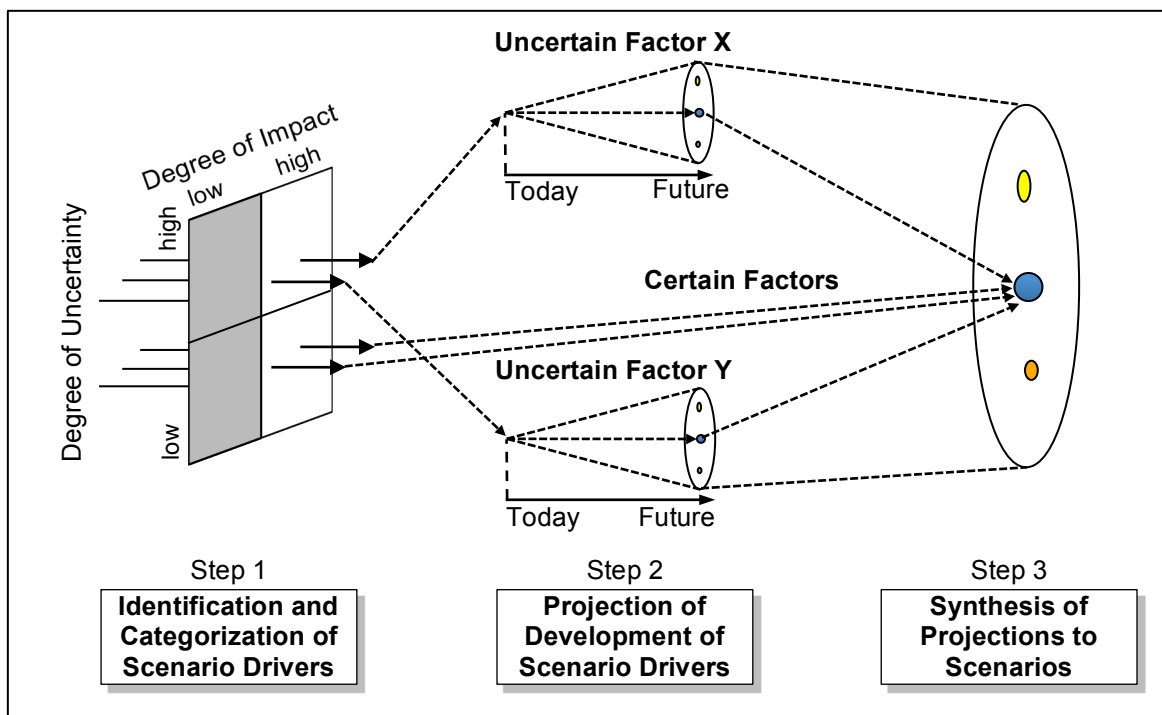 Uncertain Factor X
Degree of Impact
low
high
Degree of Uncertainty
high
low
Today
Future
Certain Factors
Uncertain Factor Y
Today
Future
Step 1
Identification and
Categorization of
Scenario Drivers
Step 2
Projection of
Development of
Scenario Drivers
Step 3
Synthesis of
Projections to
Scenarios